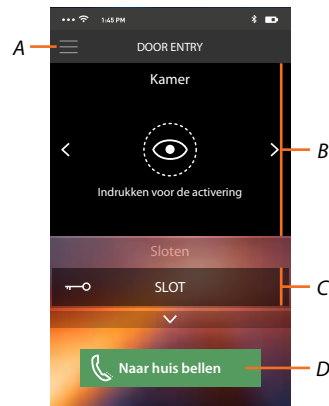 1:45 PM
A
DOOR ENTRY
Kamer
B
Indrukken voor de activering
Sloten
SLOT
C
Naar huis bellen
D